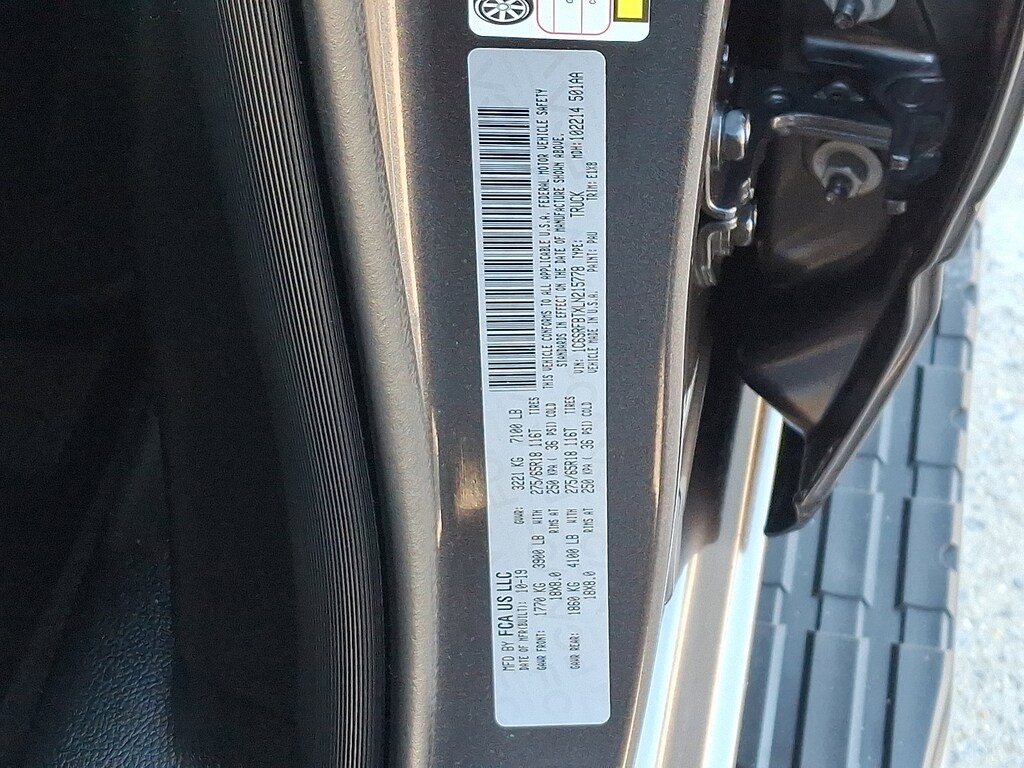 MFD BY FCA US LLC
DATE OF MFR(BUILT): 10-19 GVWR: 3221 KG 7100 LB
GAWR FRONT: 1770 KG 3900 LB WITH 275/65R18 116T TIRES
18X8.0 RIMS AT 250 KPA ( 36 PSI) COLD
GAWR REAR: 1860 KG 4100 LB WITH 275/65R18 116T TIRES
18X8.0 RIMS AT 250 KPA ( 36 PSI) COLD
THIS VEHICLE CONFORMS TO ALL APPLICABLE U.S.A. FEDERAL MOTOR VEHICLE SAFETY
STANDARDS IN EFFECT ON THE DATE OF MANUFACTURE SHOWN ABOVE.
VIN: 1C6SRFBTXLN215778 TYPE: TRUCK MDH: 102214 501AA
VEHICLE MADE IN U.S.A. PAINT: PAU TRIM: E1X8